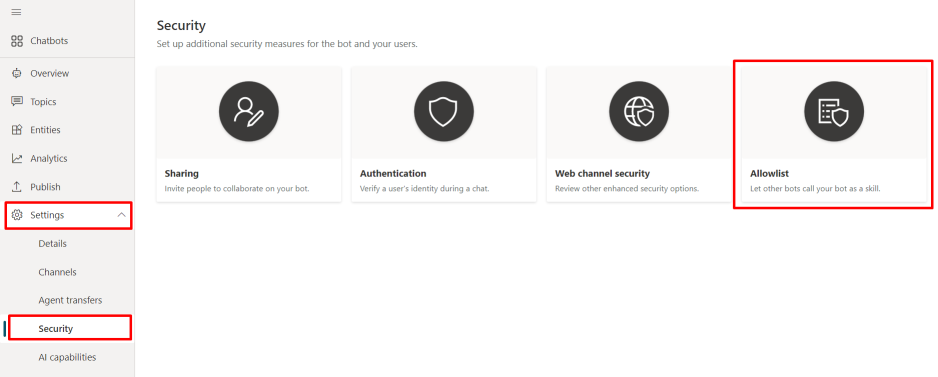 Chatbots
Overview
Topics
Entities
Analytics
Publish
Settings
Details
Channels
Agent transfers
Security
AI capabilities
Security
Set up additional security measures for the bot and your users.
Sharing
Invite people to collaborate on your bot.
Authentication
Verify a user's identity during a chat.
Web channel security
Review other enhanced security options.
Allowlist
Let other bots call your bot as a skill.